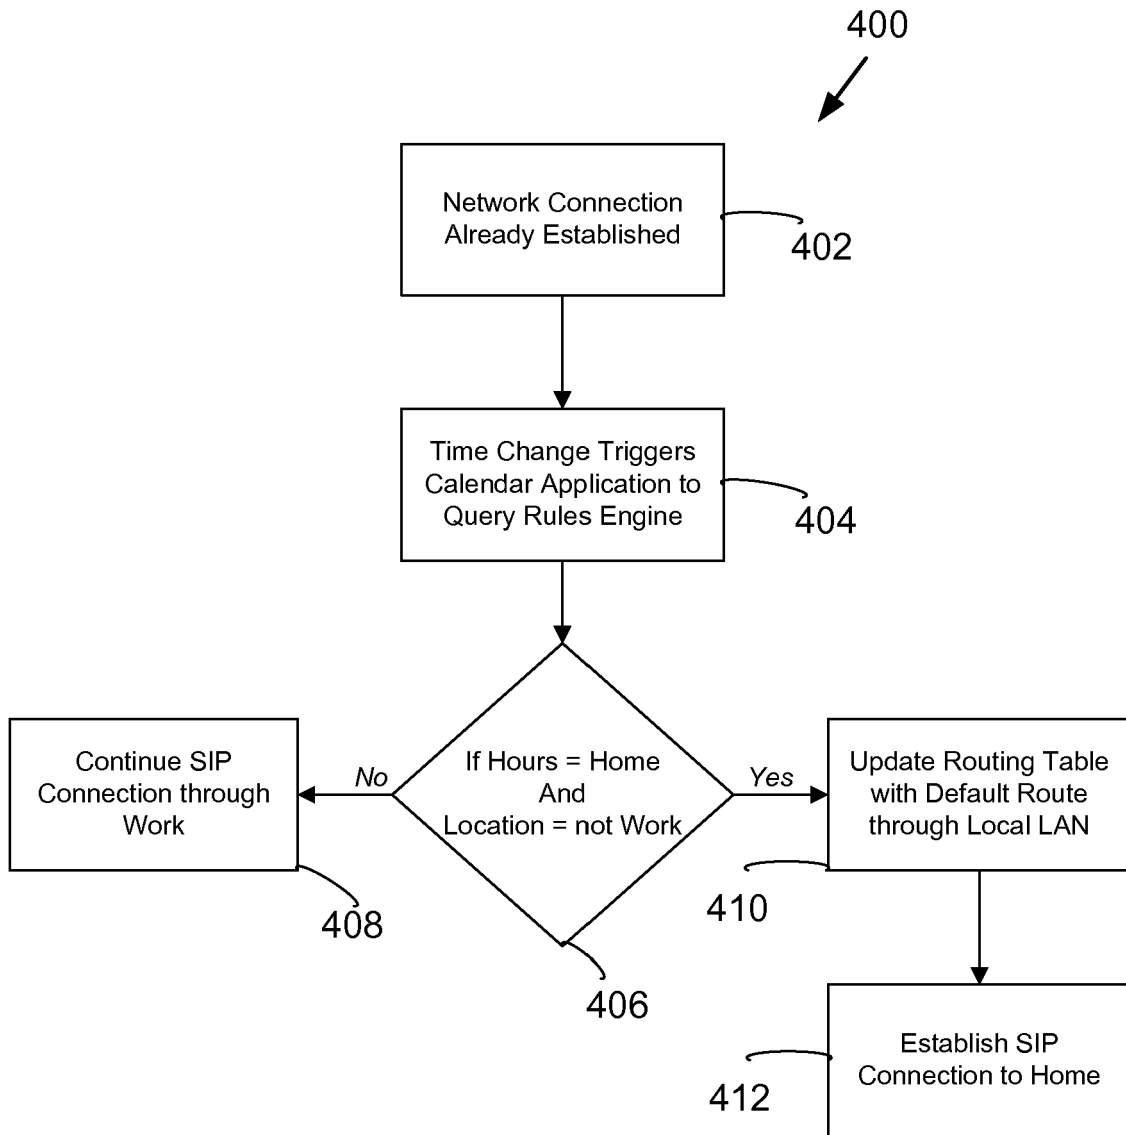 400
Network Connection
Already Established
402
Time Change Triggers
Calendar Application to
Query Rules Engine
404
If Hours = Home
And
Location = not Work
406
No
Yes
Continue SIP
Connection through
Work
408
Update Routing Table
with Default Route
through Local LAN
410
Establish SIP
Connection to Home
412